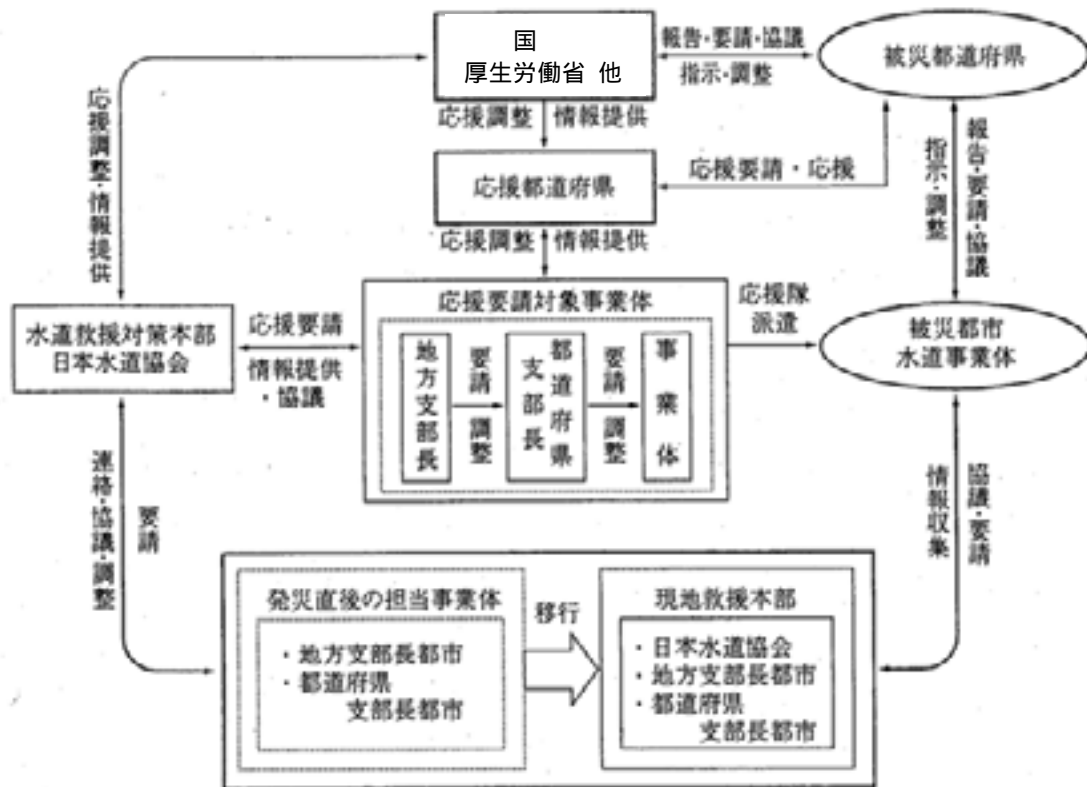 国
厚生労働省 他
報告・要請・協議
指示・調整
被災都道府県
応援調整 情報提供
応援調整・情報提供
応援都道府県
応援要請・応援
報告・要請・協議
指示・調整
応援調整 情報提供
応援要請対象事業体
地方支部長
要請
調整
都道府県
支部長
要請
調整
事業体
応援隊
派遣
水道救援対策本部
日本水道協会
応援要請
情報提供
・協議
被災都市
水道事業体
要請
連絡・協議・調整
協議・要請
情報収集
発災直後の担当事業体
・地方支部長都市
・都道府県
支部長都市
移行
現地救援本部
・日本水道協会
・地方支部長都市
・都道府県
支部長都市